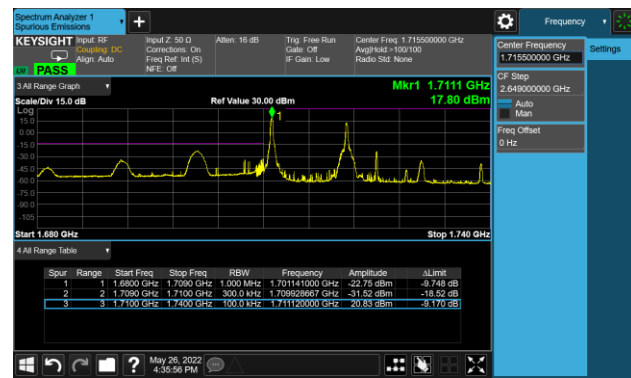 Spectrum Analyzer 1
Spurious Emissions
Frequency
KEYSIGHT Input: RF Input Z: 50 Ω Atten: 16 dB Trig: Free Run Center Freq: 1.715500000 GHz
Coupling: DC Corrections: On Gate: Off Avg|Hold:>100/100
Align: Auto Freq Ref: Int (S) IF Gain: Low Radio Std: None
NFE: Off
LXI PASS
Center Frequency
1.715500000 GHz
Settings
CF Step
2.649000000 GHz
Auto
Man
Freq Offset
0 Hz
3 All Range Graph
Mkr1 1.7111 GHz
Scale/Div 15.0 dB Ref Value 30.00 dBm 17.80 dBm
Log
15.0
0.00
-15.0
-30.0
-45.0
-60.0
-75.0
-90.0
-105
1
Start 1.680 GHz Stop 1.740 GHz
4 All Range Table
Spur Range Start Freq Stop Freq RBW Frequency Amplitude ΔLimit
1 1 1.6800 GHz 1.7090 GHz 1.000 MHz 1.701141000 GHz -22.75 dBm -9.748 dB
2 2 1.7090 GHz 1.7100 GHz 300.0 kHz 1.709928667 GHz -31.52 dBm -18.52 dB
3 3 1.7100 GHz 1.7400 GHz 100.0 kHz 1.711120000 GHz 20.83 dBm -9.170 dB
May 26, 2022
4:35:56 PM